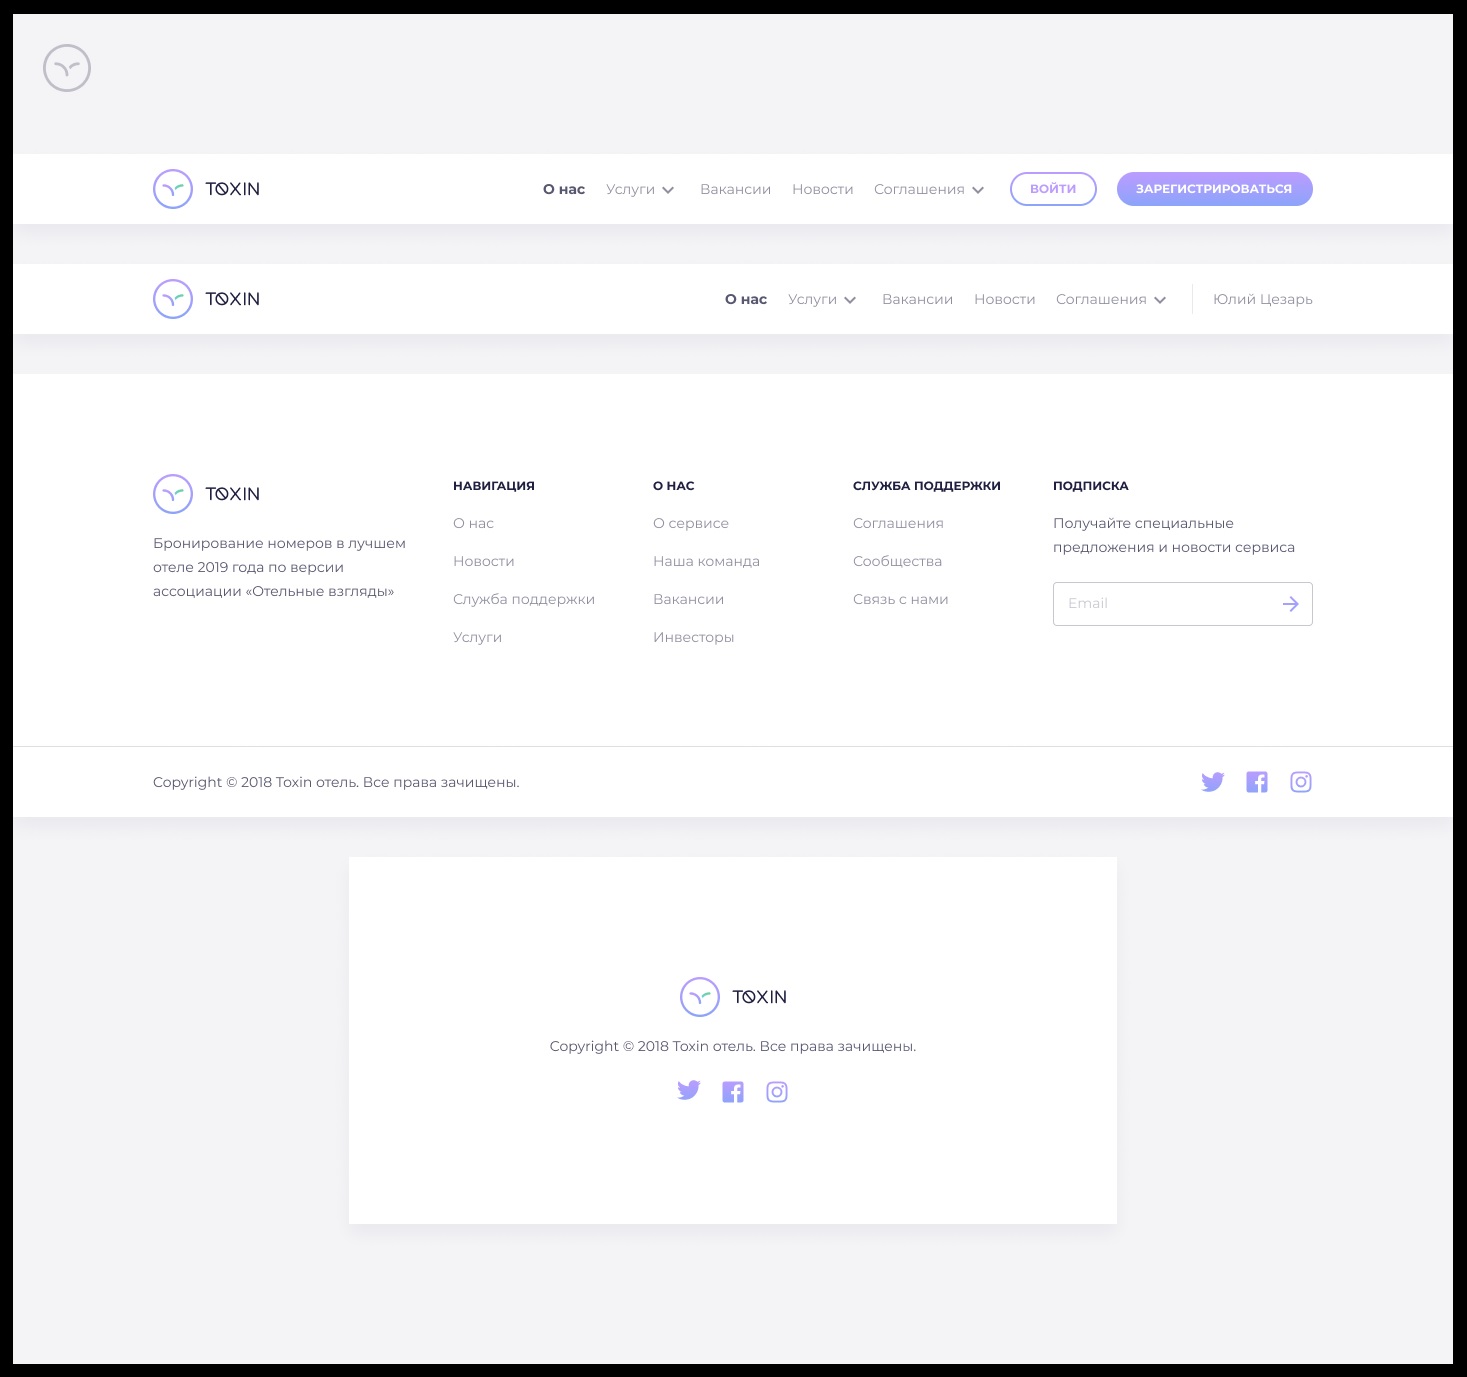 TOXIN О нас Услуги Вакансии Новости Соглашения ВОЙТИ ЗАРЕГИСТРИРОВАТЬСЯ
TOXIN О нас Услуги Вакансии Новости Соглашения Юлий Цезарь
TOXIN
Бронирование номеров в лучшем
отеле 2019 года по версии
ассоциации «Отельные взгляды»
НАВИГАЦИЯ
О нас
Новости
Служба поддержки
Услуги
О НАС
О сервисе
Наша команда
Вакансии
Инвесторы
СЛУЖБА ПОДДЕРЖКИ
Соглашения
Сообщества
Связь с нами
ПОДПИСКА
Получайте специальные
предложения и новости сервиса
Email
Copyright © 2018 Toxin отель. Все права зачищены.
TOXIN
Copyright © 2018 Toxin отель. Все права зачищены.